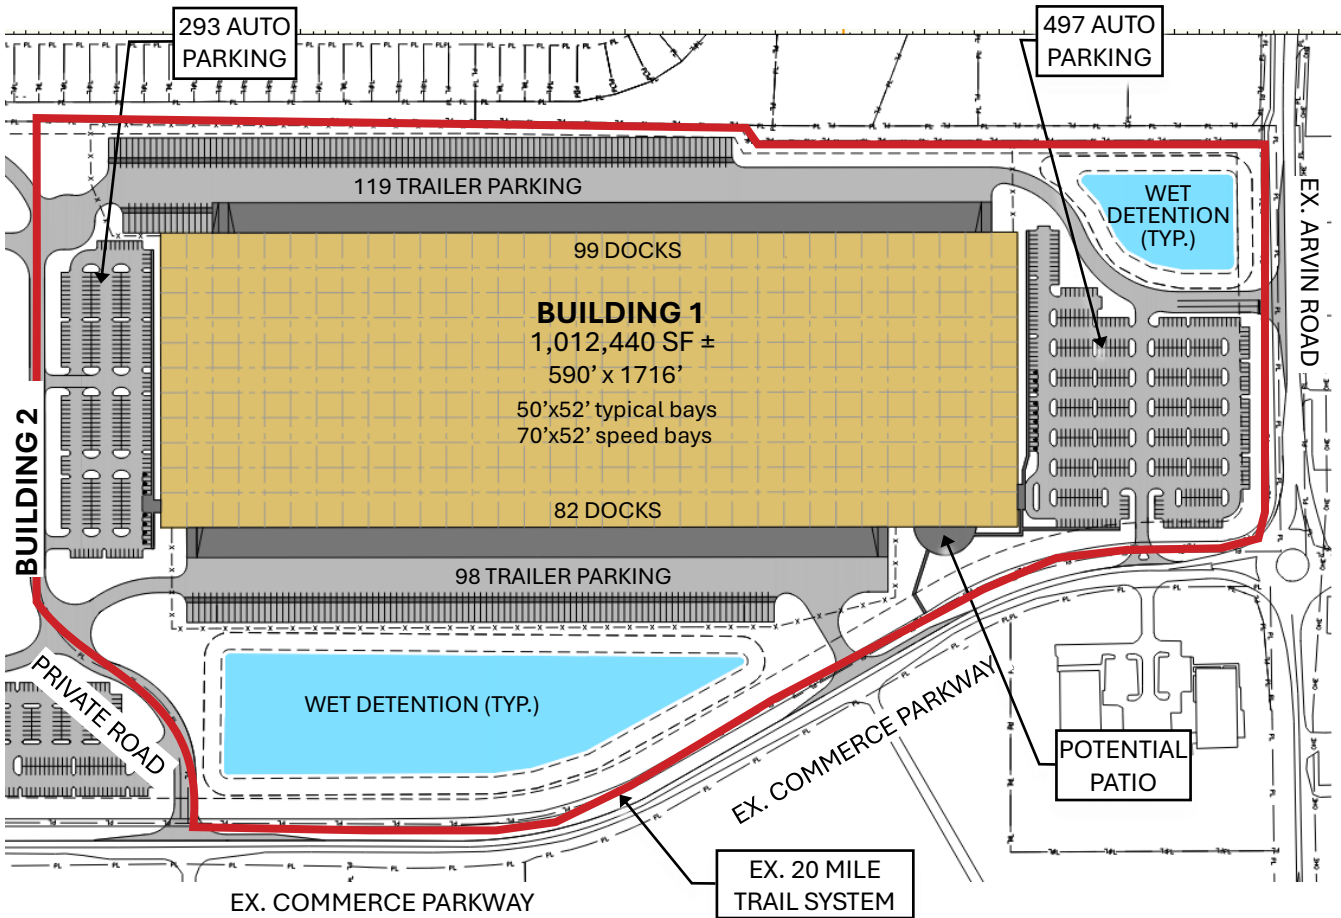 293 AUTO
PARKING
497 AUTO
PARKING
119 TRAILER PARKING
WET
DETENTION
(TYP.)
EX. ARVIN ROAD
99 DOCKS
BUILDING 1
1,012,440 SF ±
590’ x 1716’
50’x52’ typical bays
70’x52’ speed bays
82 DOCKS
BUILDING 2
98 TRAILER PARKING
WET DETENTION (TYP.)
PRIVATE ROAD
EX. COMMERCE PARKWAY
POTENTIAL
PATIO
EX. 20 MILE
TRAIL SYSTEM
EX. COMMERCE PARKWAY